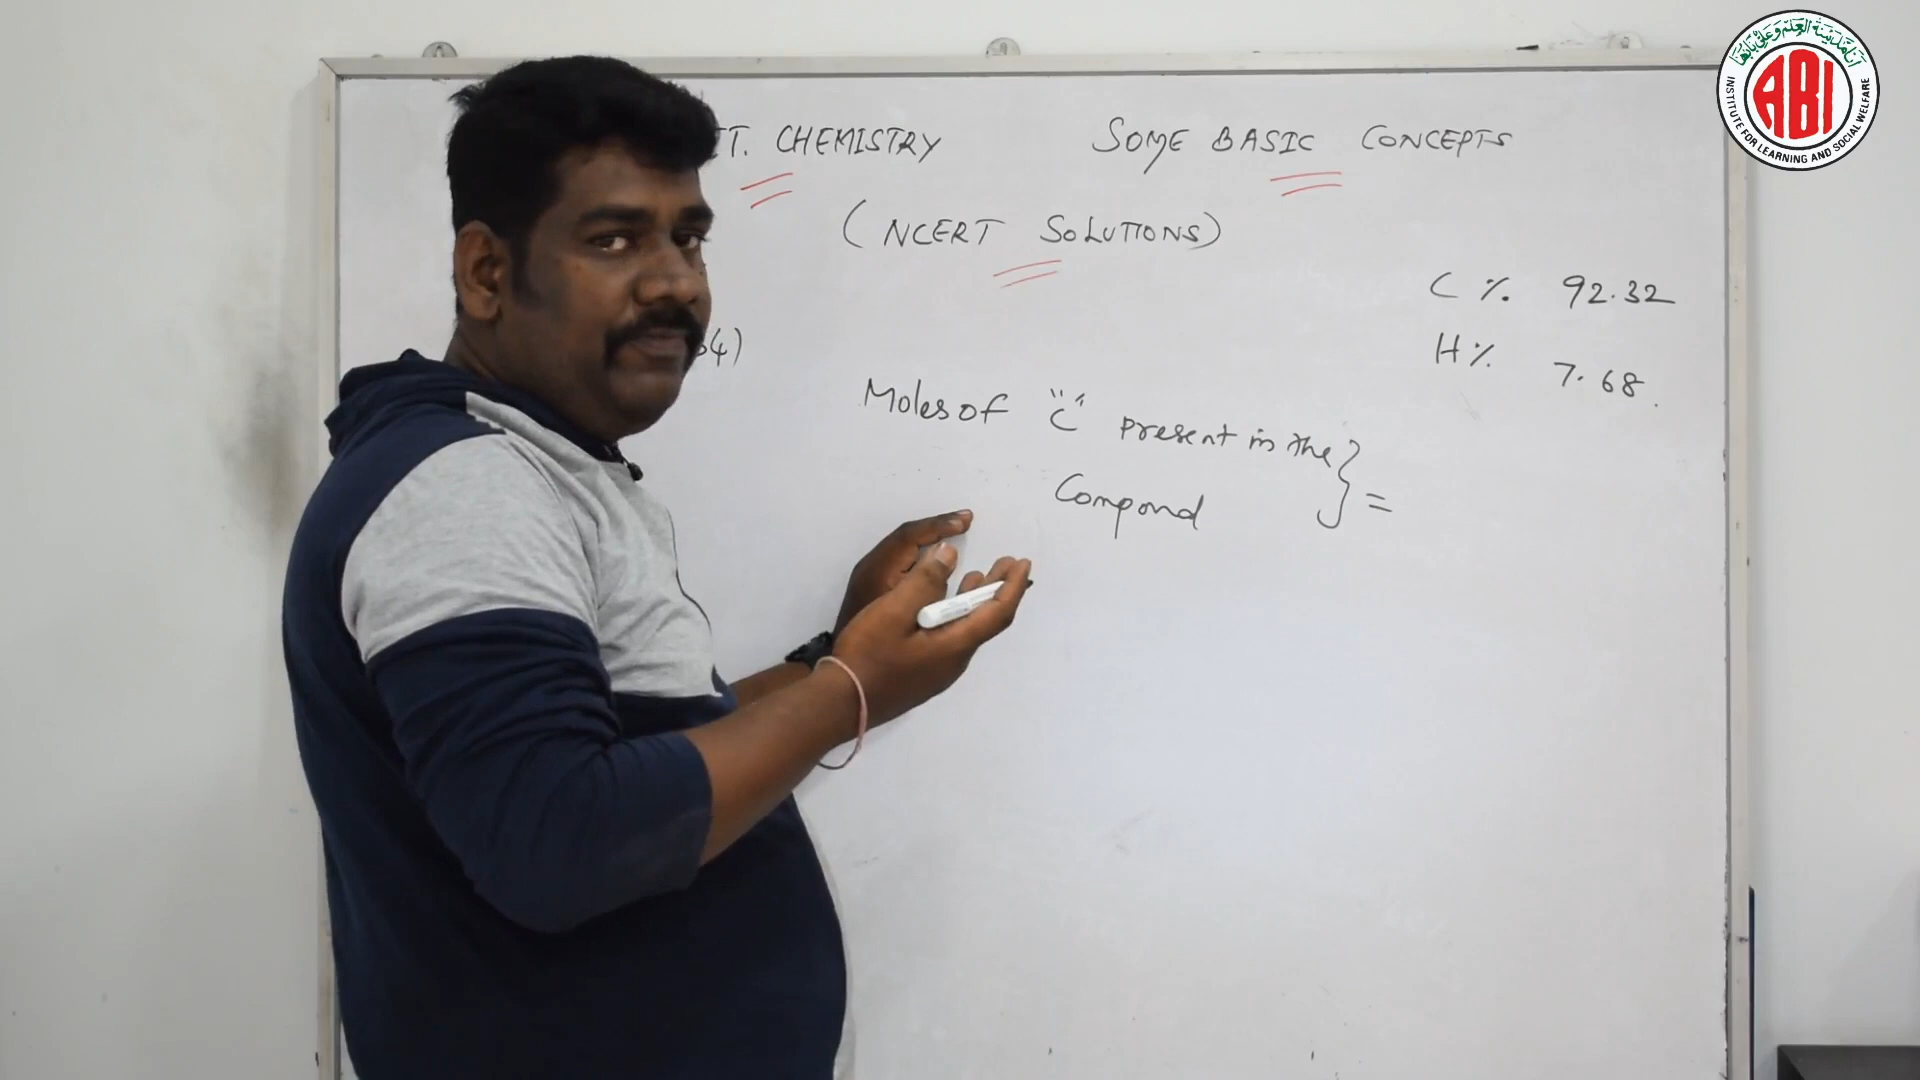 T. CHEMISTRY SOME BASIC CONCEPTS
(NCERT SOLUTIONS)
C % 92.32
H % 7.68.
4)
Moles of "C" present in the } =
Compound
ABI
INSTITUTE FOR LEARNING AND SOCIAL WELFARE